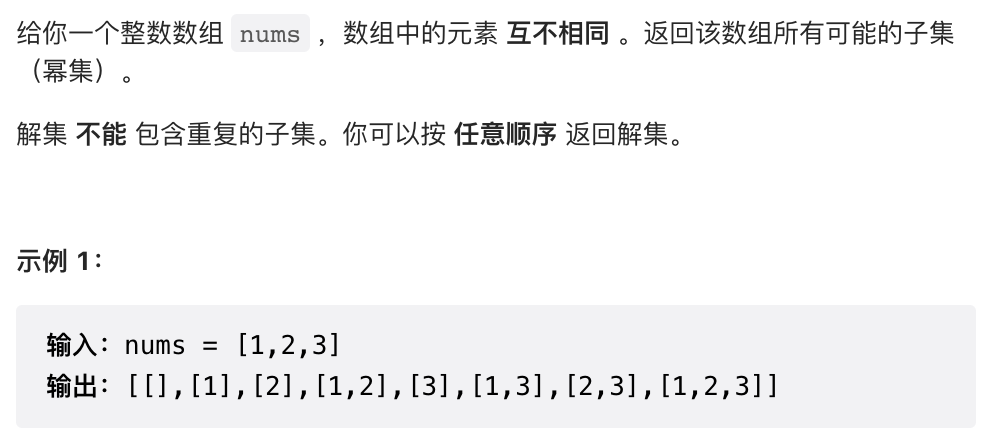 给你一个整数数组 nums ，数组中的元素 互不相同 。返回该数组所有可能的子集
（幂集）。
解集 不能 包含重复的子集。你可以按 任意顺序 返回解集。
示例 1：
输入：nums = [1,2,3]
输出：[[],[1],[2],[1,2],[3],[1,3],[2,3],[1,2,3]]